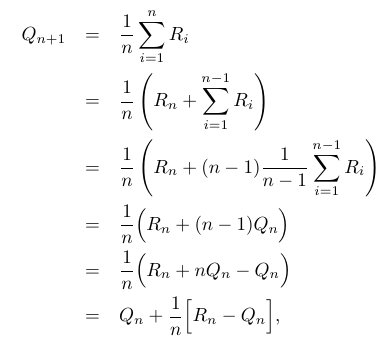 $Q_{n+1} = \frac{1}{n} \sum_{i=1}^{n} R_i$
$= \frac{1}{n} \left( R_n + \sum_{i=1}^{n-1} R_i \right)$
$= \frac{1}{n} \left( R_n + (n-1) \frac{1}{n-1} \sum_{i=1}^{n-1} R_i \right)$
$= \frac{1}{n} \Big( R_n + (n-1) Q_n \Big)$
$= \frac{1}{n} \Big( R_n + n Q_n - Q_n \Big)$
$= Q_n + \frac{1}{n} \Big[ R_n - Q_n \Big],$